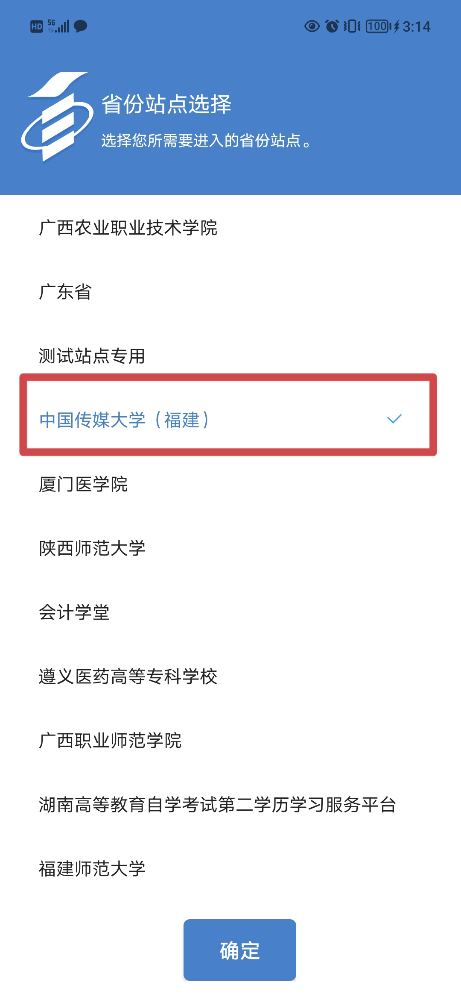 HD 5G 100 3:14
省份站点选择
选择您所需要进入的省份站点。
广西农业职业技术学院
广东省
测试站点专用
中国传媒大学（福建）
厦门医学院
陕西师范大学
会计学堂
遵义医药高等专科学校
广西职业师范学院
湖南高等教育自学考试第二学历学习服务平台
福建师范大学
确定